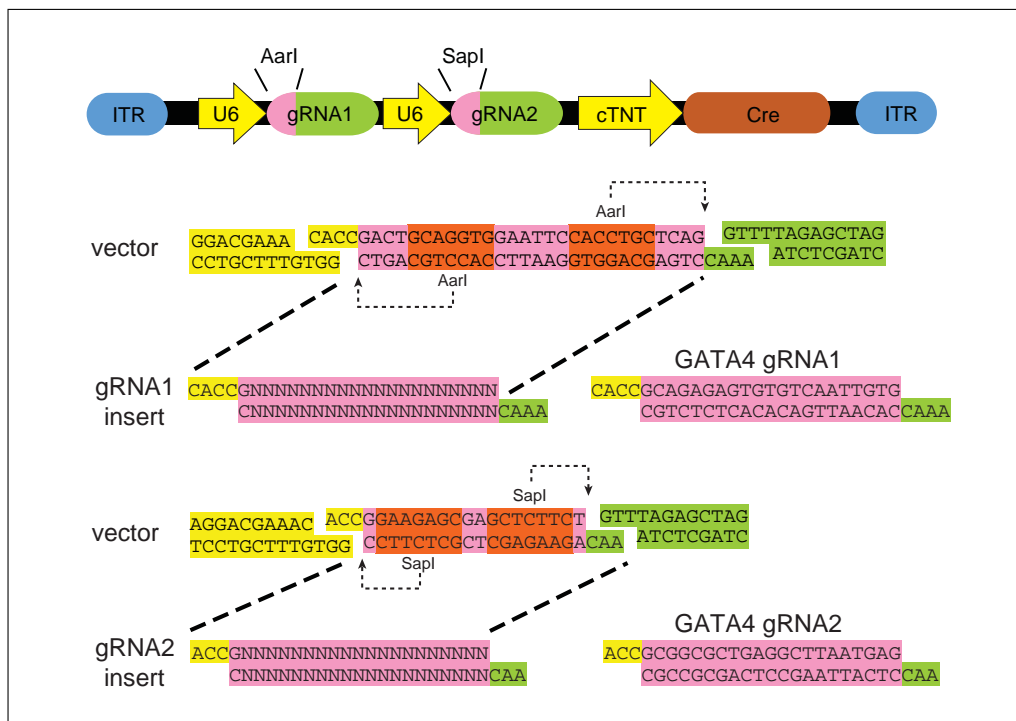 AarI
SapI
ITR U6 gRNA1 U6 gRNA2 cTNT Cre ITR
AarI
vector
GGACGAAA CACCGACTGCAGGTGGAATTCCACCTGCTCAG GTTTTAGAGCTAG
CCTGCTTTGTGG CTGACGTCCACCTTAAGGTGGACGAGTCCAAA ATCTCGATC
AarI
gRNA1
insert
CACCGNNNNNNNNNNNNNNNNNNNN
CNNNNNNNNNNNNNNNNNNNNCAAA
GATA4 gRNA1
CACCGCAGAGAGTGTGTCAATTGTG
CGTCTCTCACACAGTTAACACCAAA
SapI
vector
AGGACGAAAC ACCGGAAGAGCGAGCTCTTCT GTTTAGAGCTAG
TCCTGCTTTGTGG CCTTCTCGCTCGAGAAGACAA ATCTCGATC
SapI
gRNA2
insert
ACCGNNNNNNNNNNNNNNNNNNNN
CNNNNNNNNNNNNNNNNNNNNCAA
GATA4 gRNA2
ACCGCGGCGCTGAGGCTTAATGAG
CGCCGCGACTCCGAATTACTCCAA